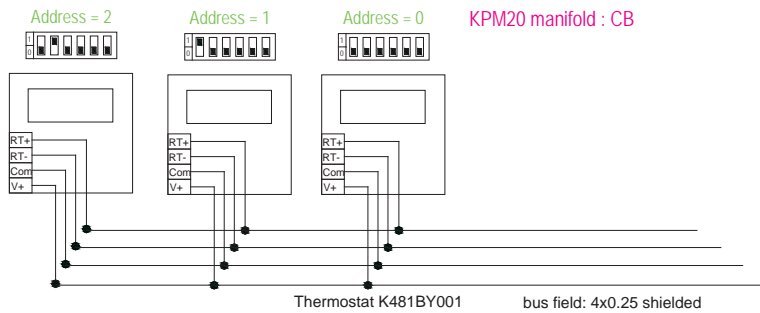 Address = 2
Address = 1
Address = 0
KPM20 manifold : CB
1
0
1
0
1
0
RT+
RT-
Com
V+
RT+
RT-
Com
V+
RT+
RT-
Com
V+
Thermostat K481BY001
bus field: 4x0.25 shielded